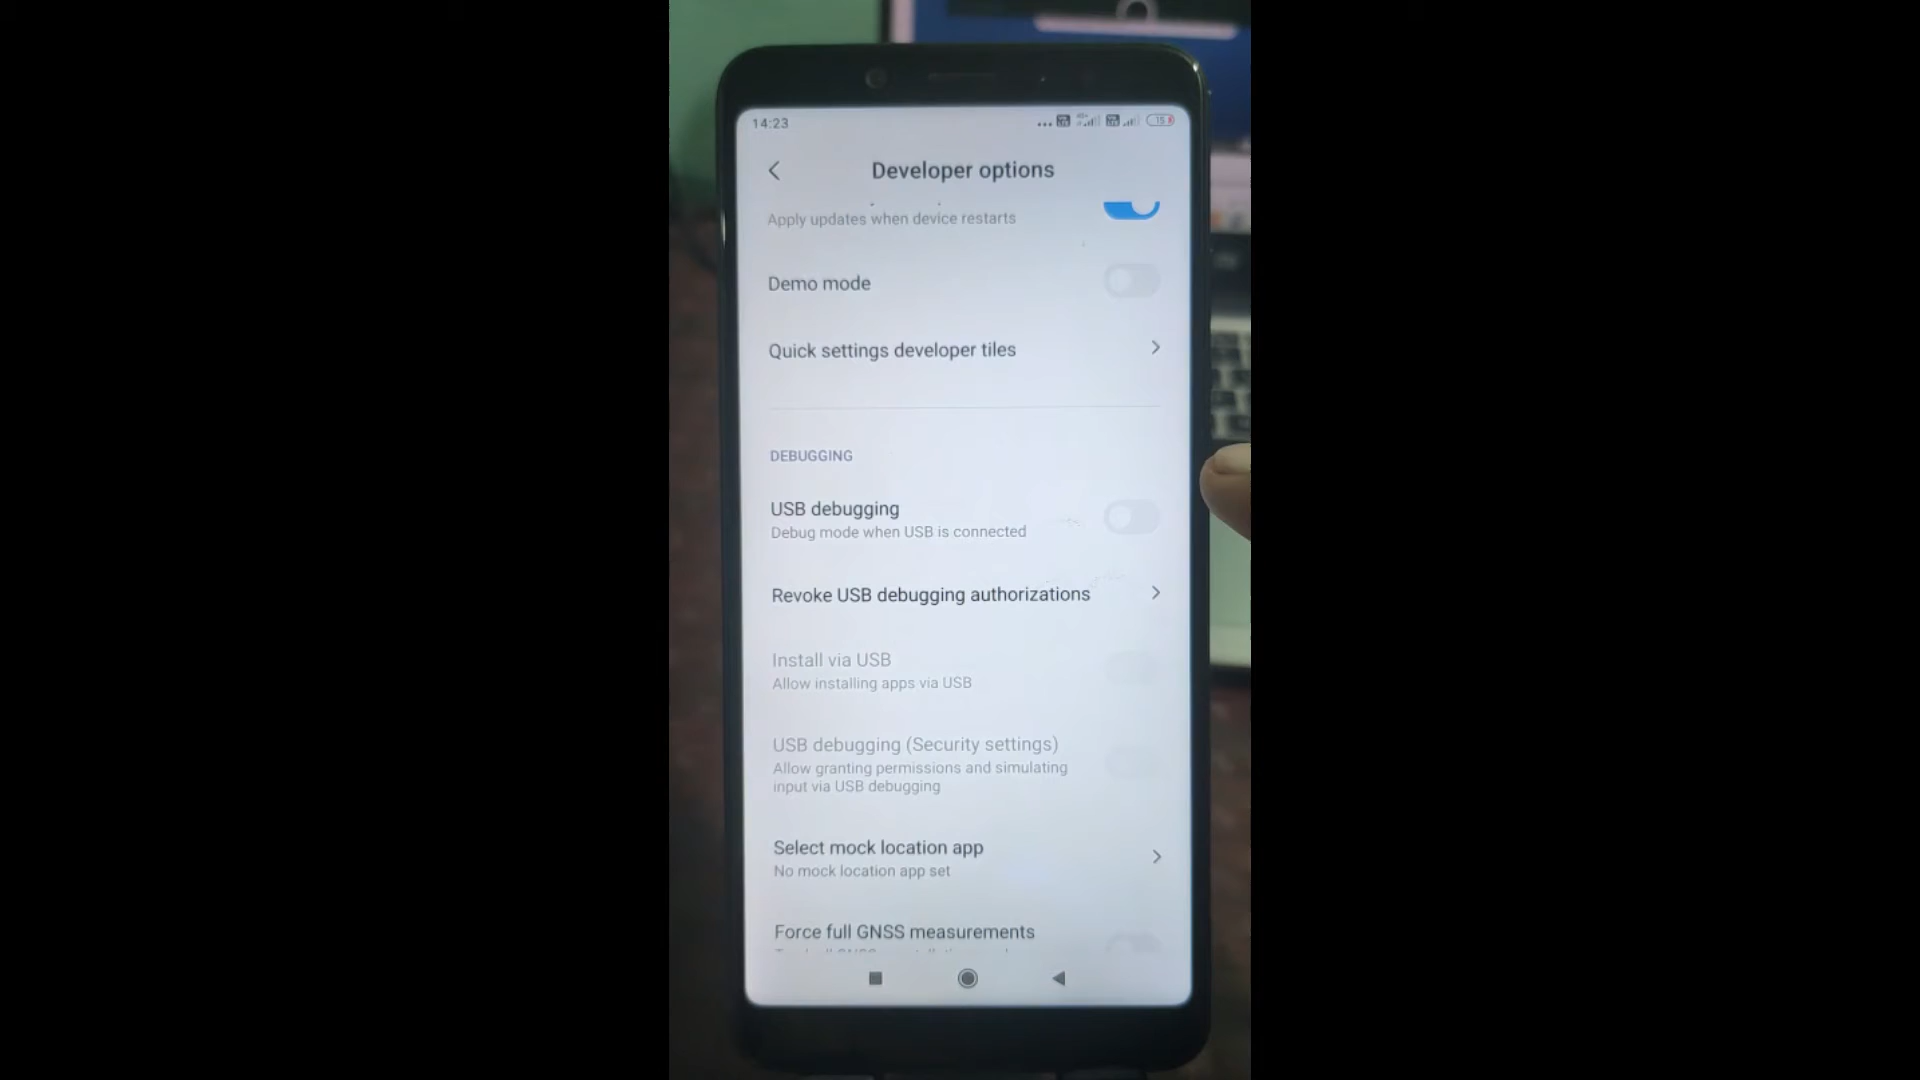 14:23
15
Developer options
Apply updates when device restarts
Demo mode
Quick settings developer tiles
DEBUGGING
USB debugging
Debug mode when USB is connected
Revoke USB debugging authorizations
Install via USB
Allow installing apps via USB
USB debugging (Security settings)
Allow granting permissions and simulating
input via USB debugging
Select mock location app
No mock location app set
Force full GNSS measurements